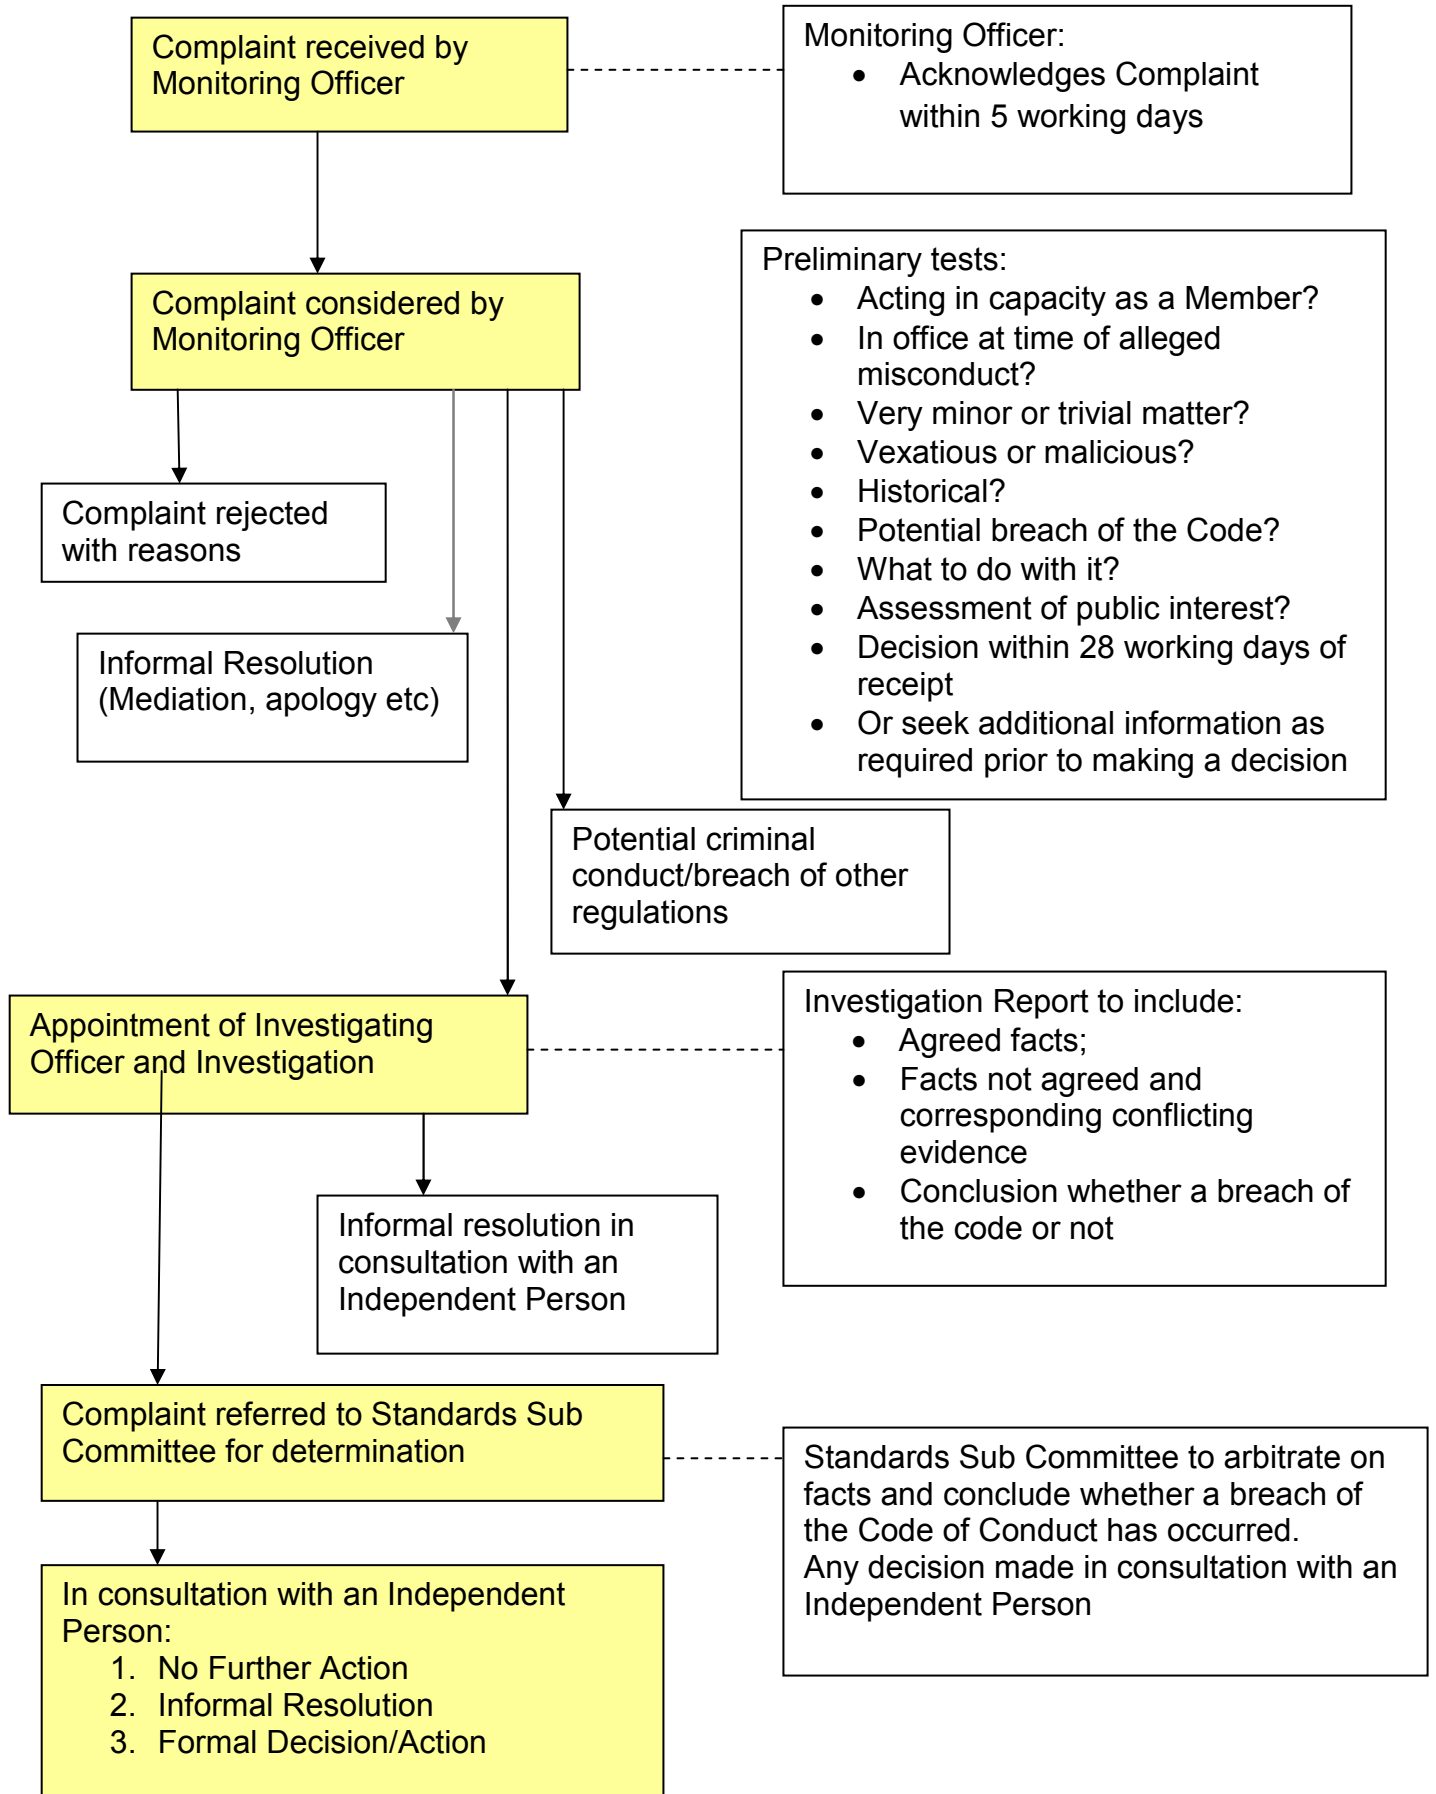 Complaint received by
Monitoring Officer
Monitoring Officer:
• Acknowledges Complaint
within 5 working days
Complaint considered by
Monitoring Officer
Preliminary tests:
• Acting in capacity as a Member?
• In office at time of alleged
misconduct?
• Very minor or trivial matter?
• Vexatious or malicious?
• Historical?
• Potential breach of the Code?
• What to do with it?
• Assessment of public interest?
• Decision within 28 working days of
receipt
• Or seek additional information as
required prior to making a decision
Complaint rejected
with reasons
Informal Resolution
(Mediation, apology etc)
Potential criminal
conduct/breach of other
regulations
Appointment of Investigating
Officer and Investigation
Investigation Report to include:
• Agreed facts;
• Facts not agreed and
corresponding conflicting
evidence
• Conclusion whether a breach of
the code or not
Informal resolution in
consultation with an
Independent Person
Complaint referred to Standards Sub
Committee for determination
Standards Sub Committee to arbitrate on
facts and conclude whether a breach of
the Code of Conduct has occurred.
Any decision made in consultation with an
Independent Person
In consultation with an Independent
Person:
1. No Further Action
2. Informal Resolution
3. Formal Decision/Action